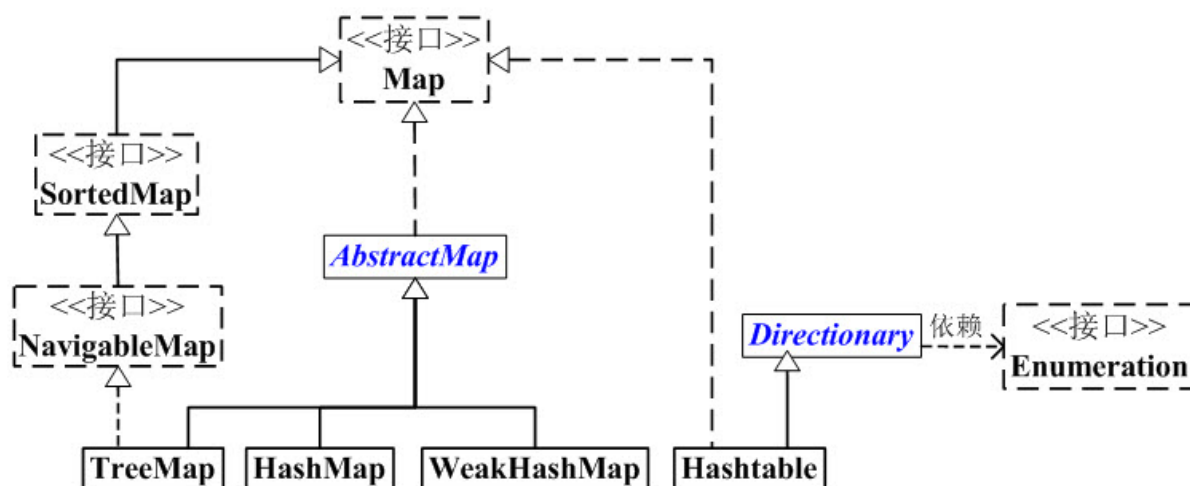 <<接口>>
Map
<<接口>>
SortedMap
AbstractMap
<<接口>>
NavigableMap
Directionary
依赖
<<接口>>
Enumeration
TreeMap
HashMap
WeakHashMap
Hashtable